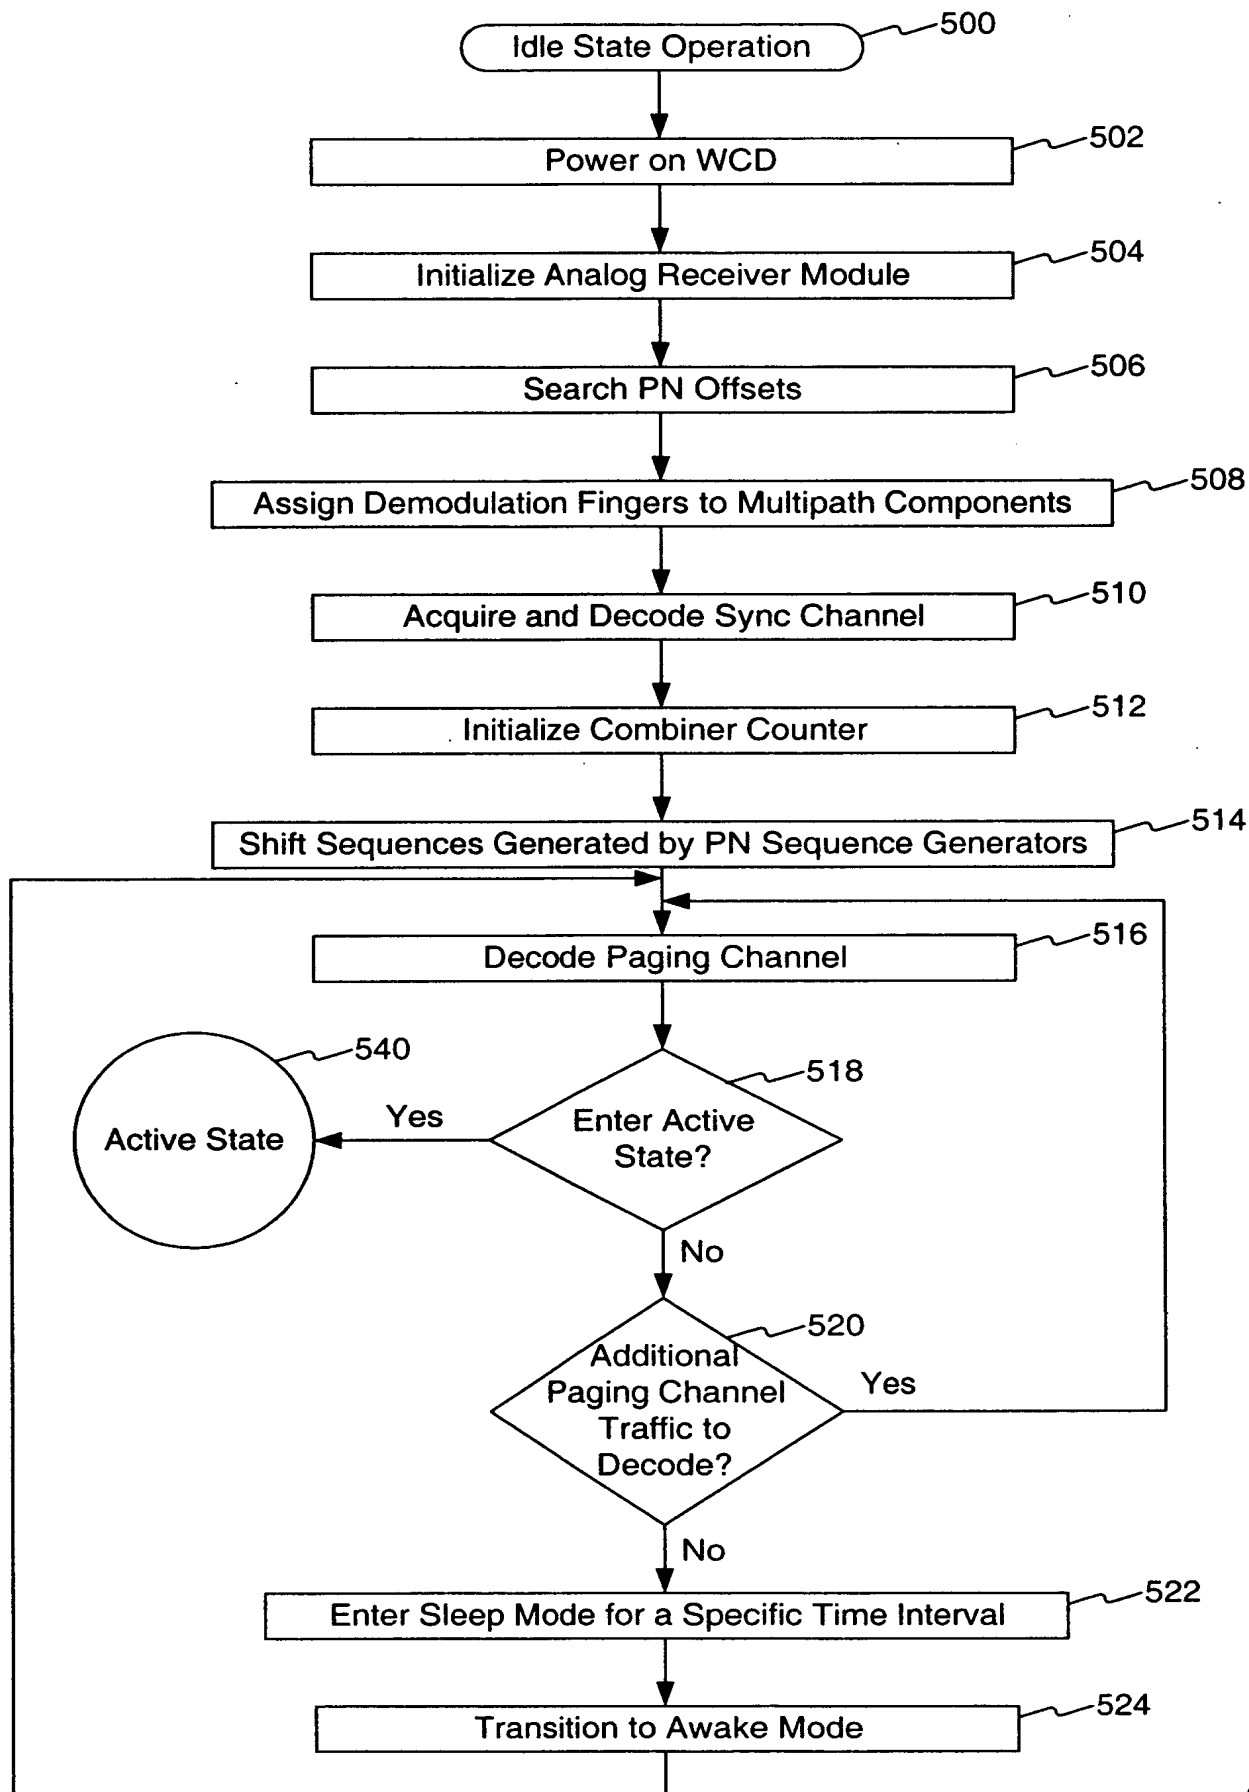 Idle State Operation
500
Power on WCD
502
Initialize Analog Receiver Module
504
Search PN Offsets
506
Assign Demodulation Fingers to Multipath Components
508
Acquire and Decode Sync Channel
510
Initialize Combiner Counter
512
Shift Sequences Generated by PN Sequence Generators
514
Decode Paging Channel
516
540
Active State
Yes
518
Enter Active
State?
No
520
Additional
Paging Channel
Traffic to
Decode?
Yes
No
Enter Sleep Mode for a Specific Time Interval
522
Transition to Awake Mode
524